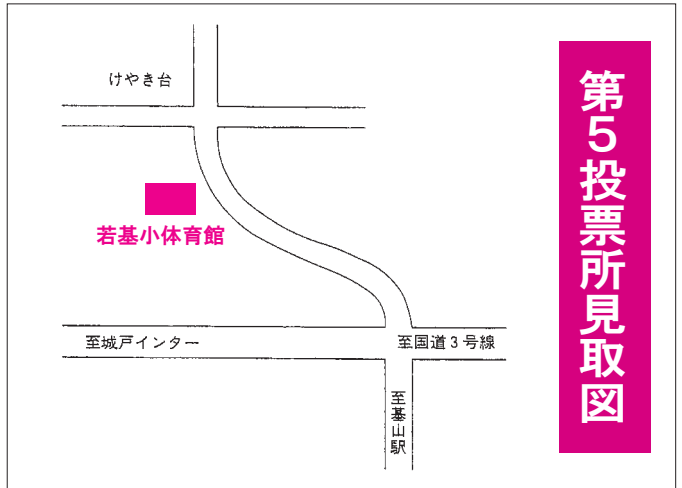 第5投票所見取図
けやき台
若基小体育館
至城戸インター
至国道3号線
至基山駅